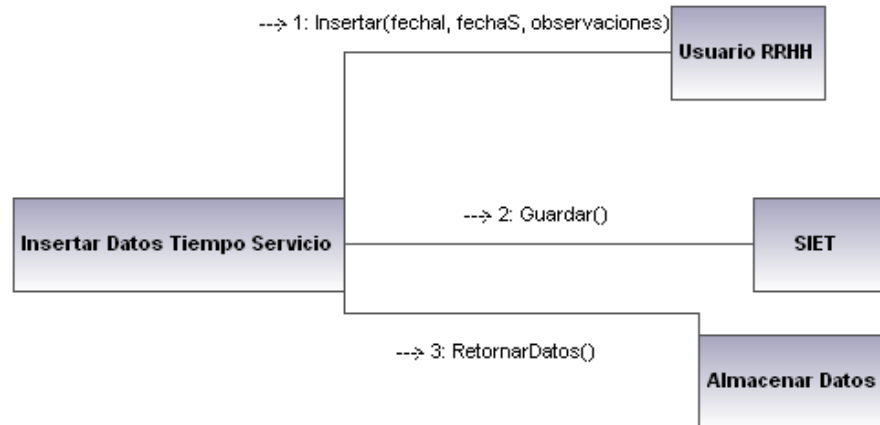 ---> 1: Insertar(fechaI, fechaS, observaciones)
Usuario RRHH
---> 2: Guardar()
Insertar Datos Tiempo Servicio
SIET
---> 3: RetornarDatos()
Almacenar Datos